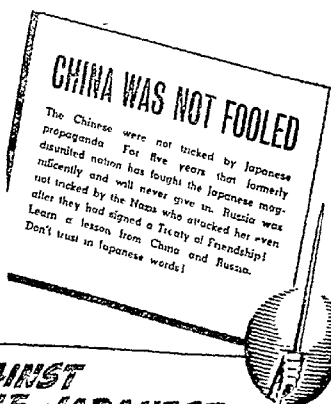 CHINA WAS NOT FOOLED
The Chinese were not tricked by Japanese
propaganda. For five years that formerly
disunited nation has fought the Japanese mag-
nificently and will never give in. Russia was
not tricked by the Nazis who attacked her even
after they had signed a Treaty of Friendship!
Learn a lesson from China and Russia.
Don't trust in Japanese words!
AINST
JAPANESE